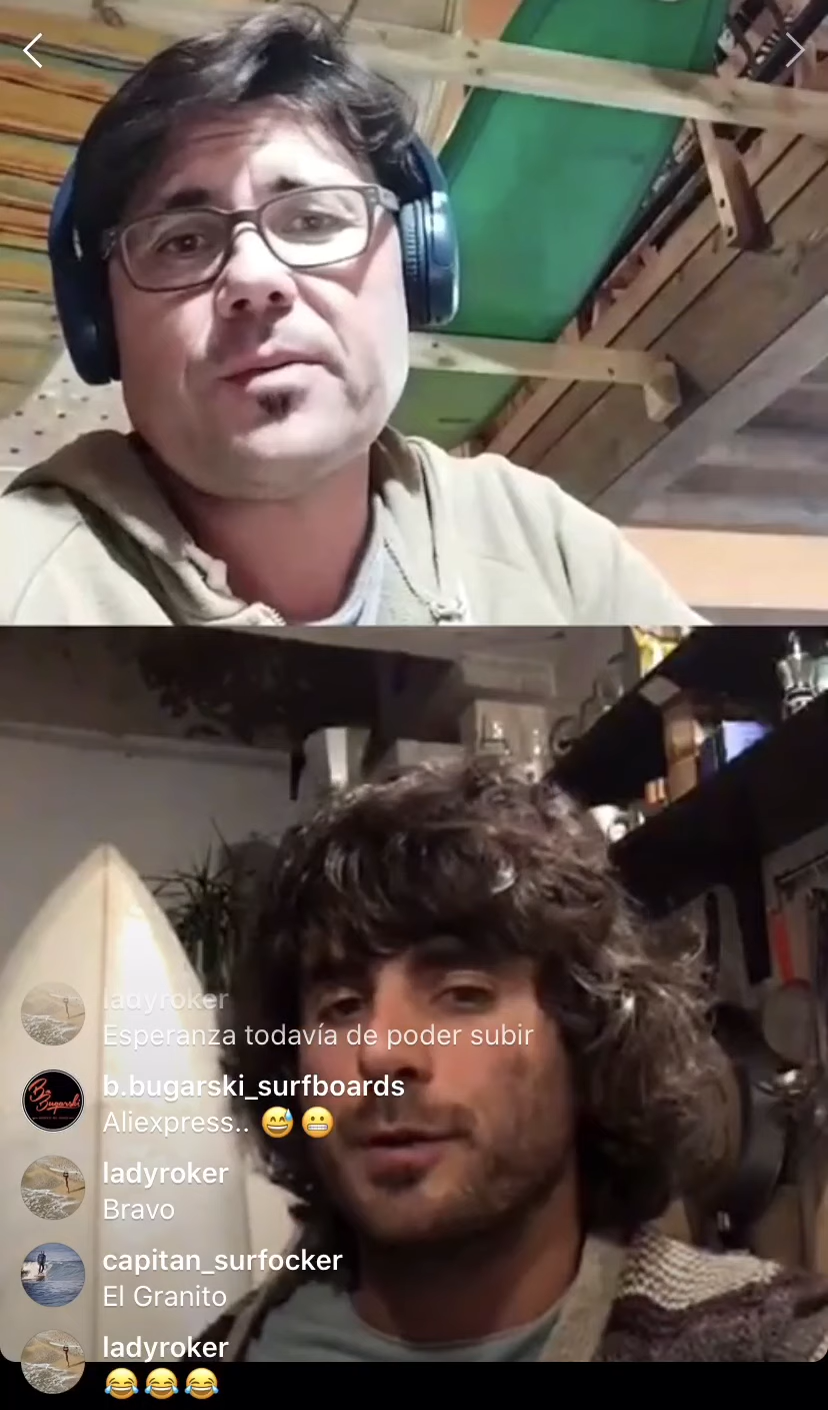 ladyroker
Esperanza todavía de poder subir
b.bugarski_surfboards
Aliexpress.. 😅😬
ladyroker
Bravo
capitan_surfocker
El Granito
ladyroker
😂😂😂